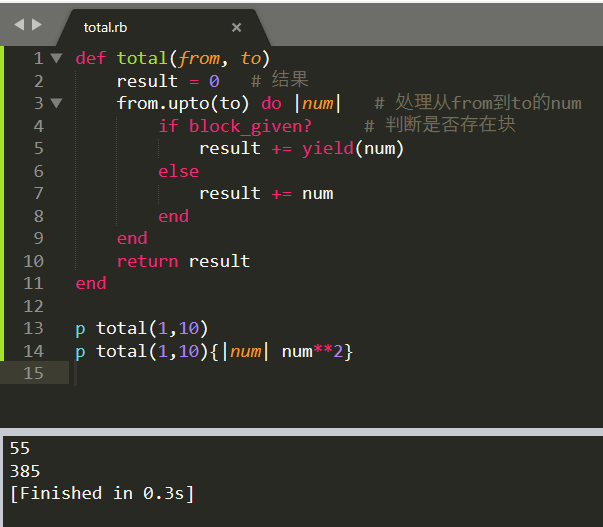 total.rb
1 def total(from, to)
2     result = 0   # 结果
3     from.upto(to) do |num|   # 处理从from到to的num
4         if block_given?     # 判断是否存在块
5             result += yield(num)
6         else
7             result += num
8         end
9     end
10     return result
11 end
12
13 p total(1,10)
14 p total(1,10){|num| num**2}
15
55
385
[Finished in 0.3s]